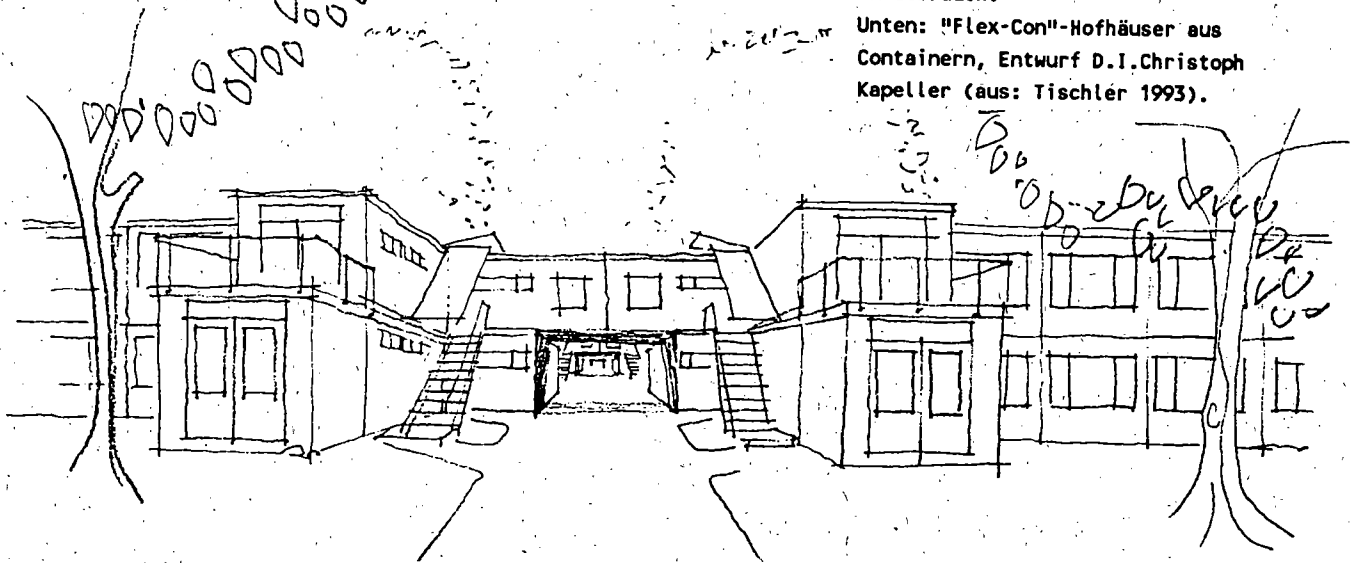 Unten: "Flex-Con"-Hofhäuser aus
Containern, Entwurf D.I.Christoph
Kapeller (aus: Tischler 1993).